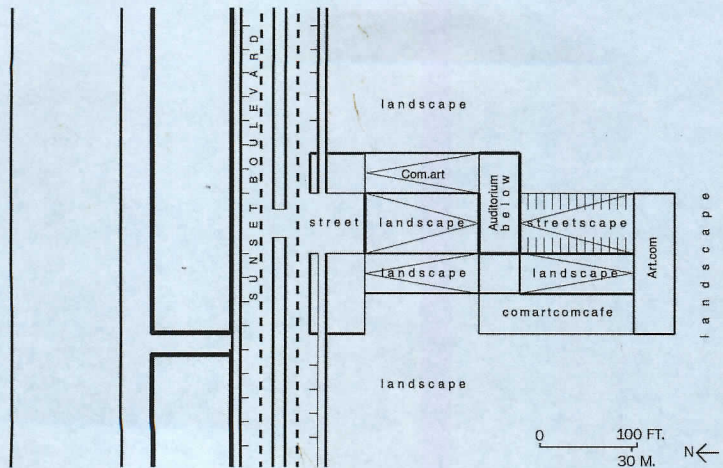 SUNSET BOULEVARD
landscape
Com.art
Auditorium
below
street
landscape
streetscape
Art.com
landscape
landscape
landscape
comartcomcafe
landscape
0 100 FT.
30 M.
N